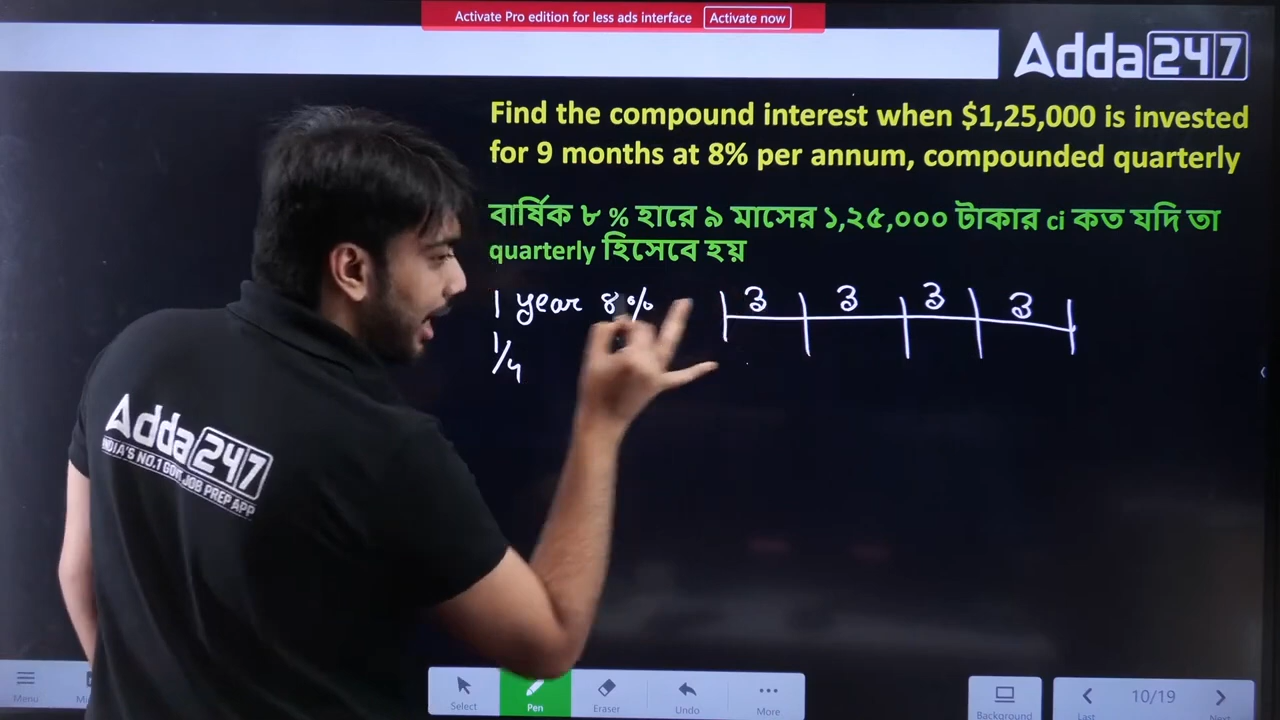 Activate Pro edition for less ads interface Activate now
Adda247
Find the compound interest when $1,25,000 is invested
for 9 months at 8% per annum, compounded quarterly
বার্ষিক ৮ % হারে ৯ মাসের ১,২৫,০০০ টাকার ci কত যদি তা
quarterly হিসেবে হয়
1 year 8% 3 3 3 3
1/4
Adda247
INDIA'S NO.1 GOVT JOB PREP APP
Menu Select Pen Eraser Undo More Background Last 10/19 Next